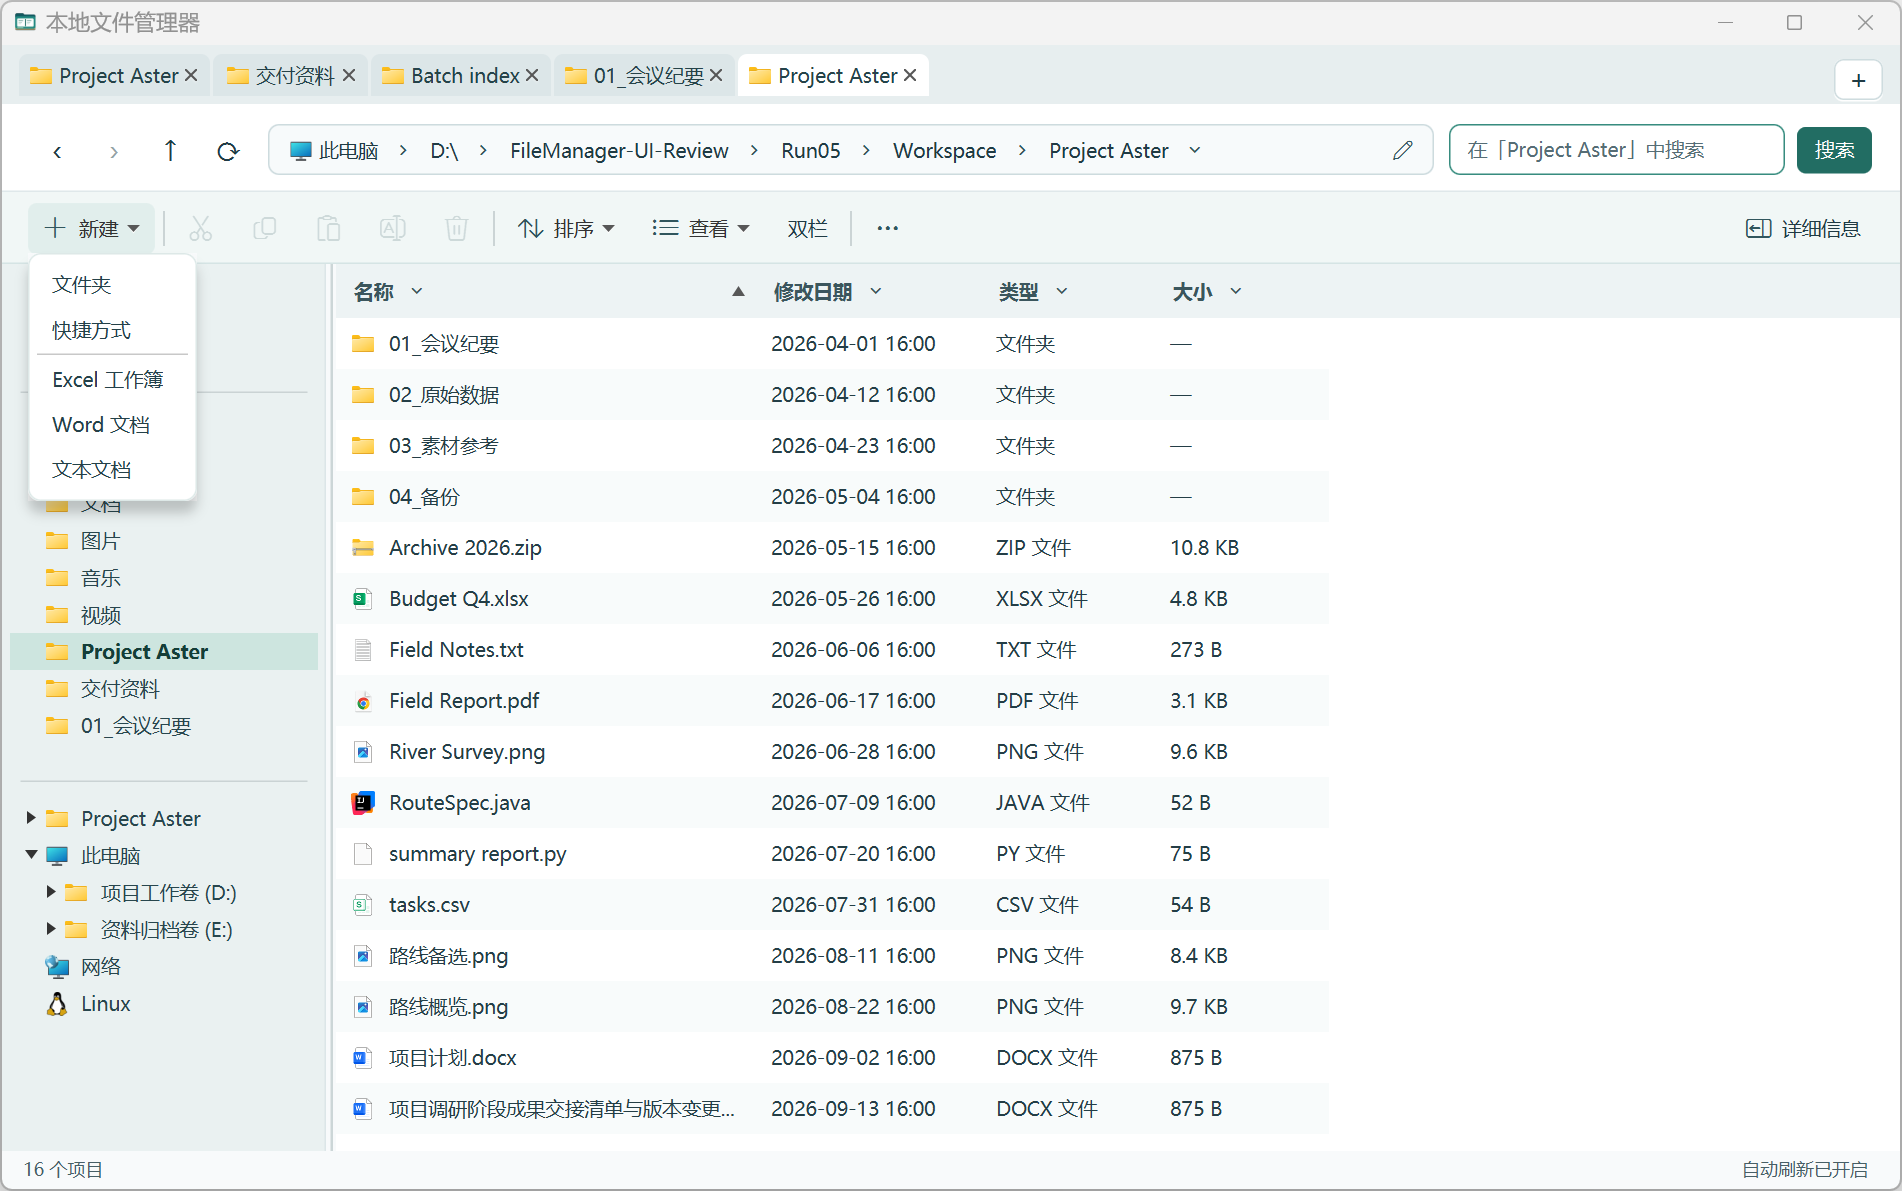 本地文件管理器
Project Aster 交付资料 Batch index 01_会议纪要 Project Aster
此电脑 D:\ FileManager-UI-Review Run05 Workspace Project Aster 在「Project Aster」中搜索 搜索
新建 排序 查看 双栏 ··· 详细信息
文件夹
快捷方式
Excel 工作簿
Word 文档
文本文档
文档
图片
音乐
视频
Project Aster
交付资料
01_会议纪要
Project Aster
此电脑
项目工作卷 (D:)
资料归档卷 (E:)
网络
Linux
名称 修改日期 类型 大小
01_会议纪要 2026-04-01 16:00 文件夹 —
02_原始数据 2026-04-12 16:00 文件夹 —
03_素材参考 2026-04-23 16:00 文件夹 —
04_备份 2026-05-04 16:00 文件夹 —
Archive 2026.zip 2026-05-15 16:00 ZIP 文件 10.8 KB
Budget Q4.xlsx 2026-05-26 16:00 XLSX 文件 4.8 KB
Field Notes.txt 2026-06-06 16:00 TXT 文件 273 B
Field Report.pdf 2026-06-17 16:00 PDF 文件 3.1 KB
River Survey.png 2026-06-28 16:00 PNG 文件 9.6 KB
RouteSpec.java 2026-07-09 16:00 JAVA 文件 52 B
summary report.py 2026-07-20 16:00 PY 文件 75 B
tasks.csv 2026-07-31 16:00 CSV 文件 54 B
路线备选.png 2026-08-11 16:00 PNG 文件 8.4 KB
路线概览.png 2026-08-22 16:00 PNG 文件 9.7 KB
项目计划.docx 2026-09-02 16:00 DOCX 文件 875 B
项目调研阶段成果交接清单与版本变更... 2026-09-13 16:00 DOCX 文件 875 B
16 个项目 自动刷新已开启